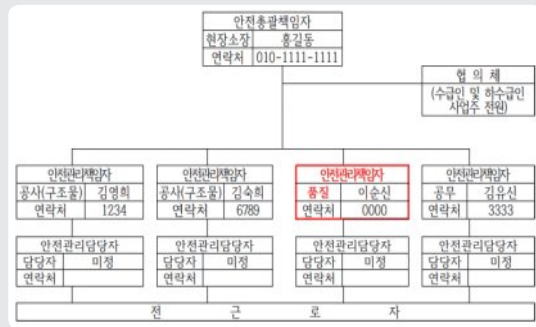 안전총괄책임자
현장소장 홍길동
연락처 010-1111-1111
협 의 체
(수급인 및 하수급인
사업주 전원)
안전관리책임자 안전관리책임자 안전관리책임자 안전관리책임자
공사(구조물) 김영희 공사(구조물) 김숙희 품질 이순신 공무 김유신
연락처 1234 연락처 6789 연락처 0000 연락처 3333
안전관리담당자 안전관리담당자 안전관리담당자 안전관리담당자
담당자 미정 담당자 미정 담당자 미정 담당자 미정
연락처 연락처 연락처 연락처
전 근 로 자